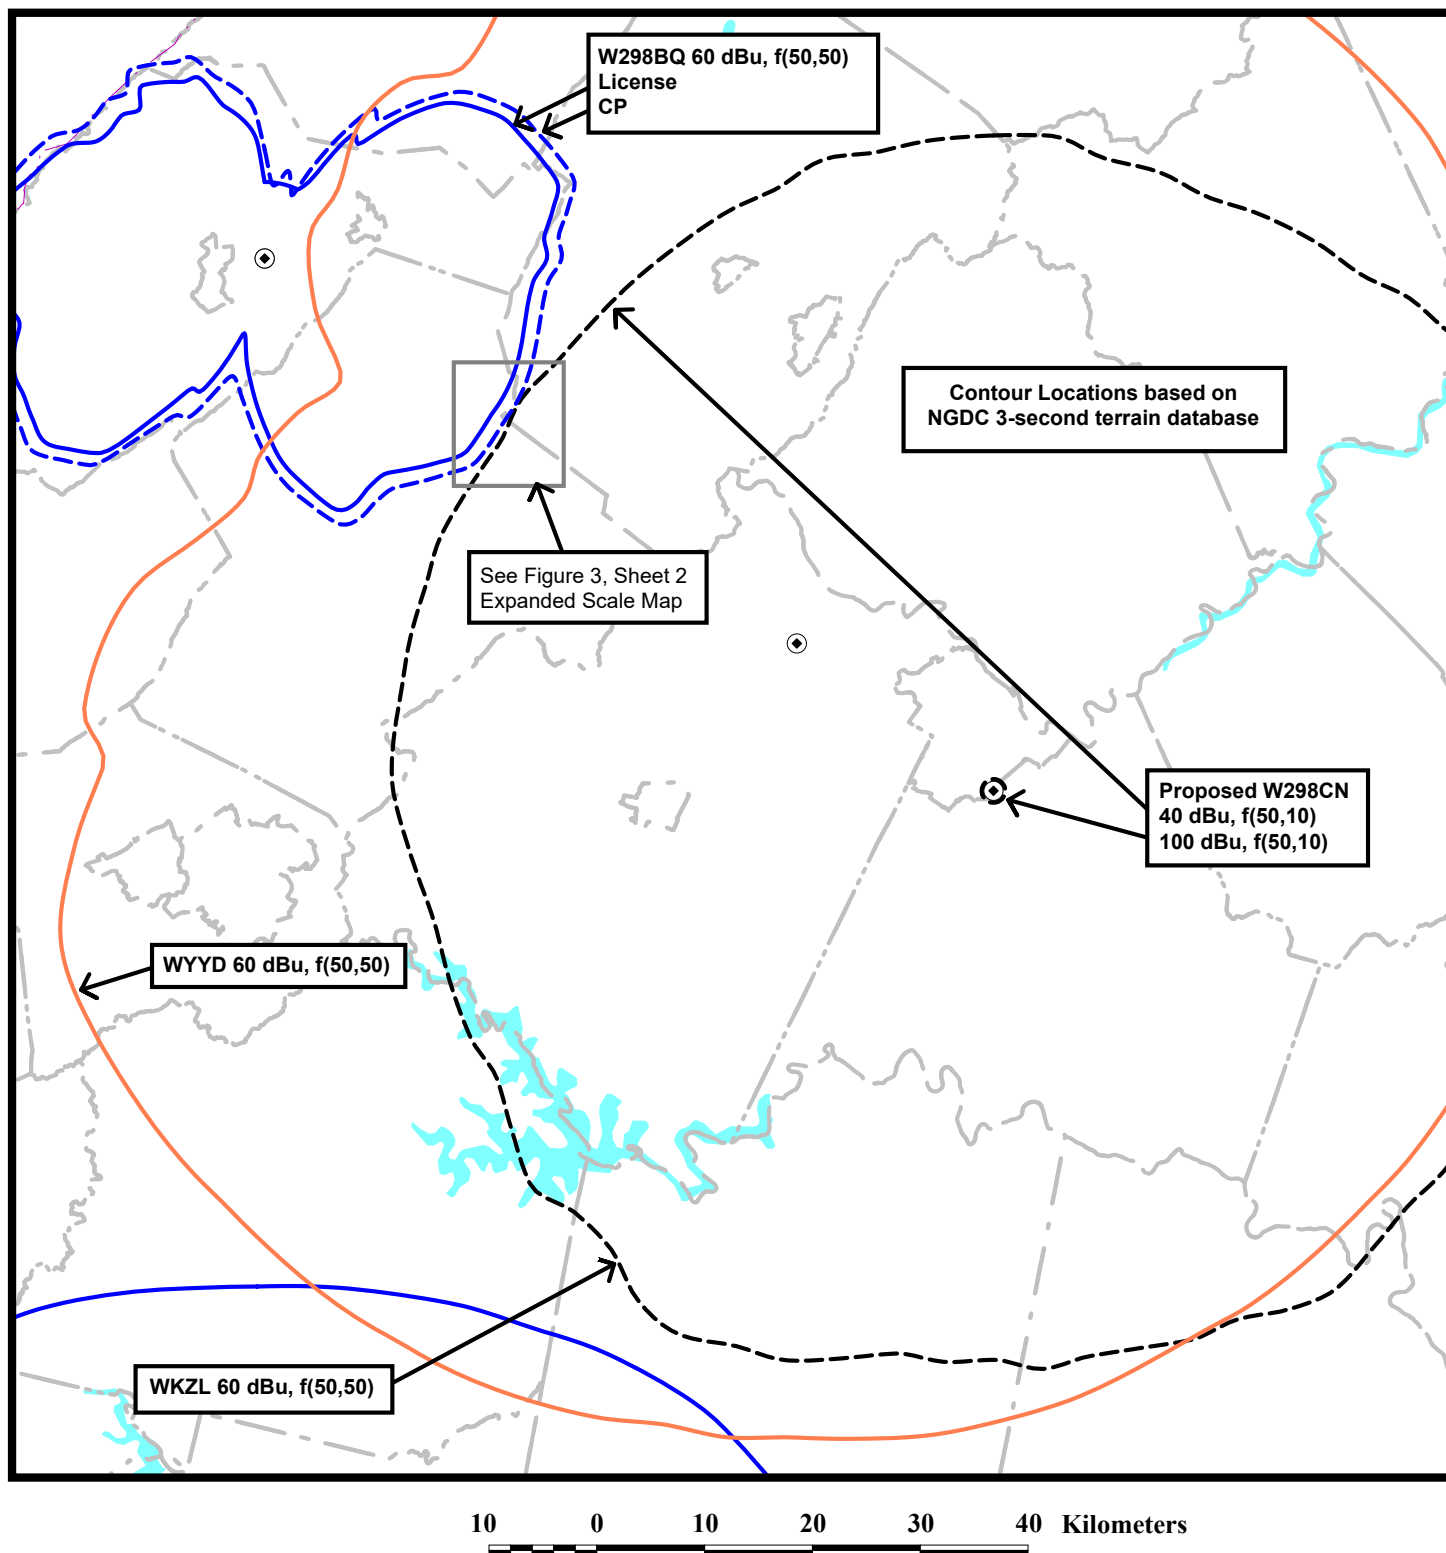 W298BQ 60 dBu, f(50,50)
License
CP
Contour Locations based on
NGDC 3-second terrain database
See Figure 3, Sheet 2
Expanded Scale Map
Proposed W298CN
40 dBu, f(50,10)
100 dBu, f(50,10)
WYYD 60 dBu, f(50,50)
WKZL 60 dBu, f(50,50)
10 0 10 20 30 40 Kilometers